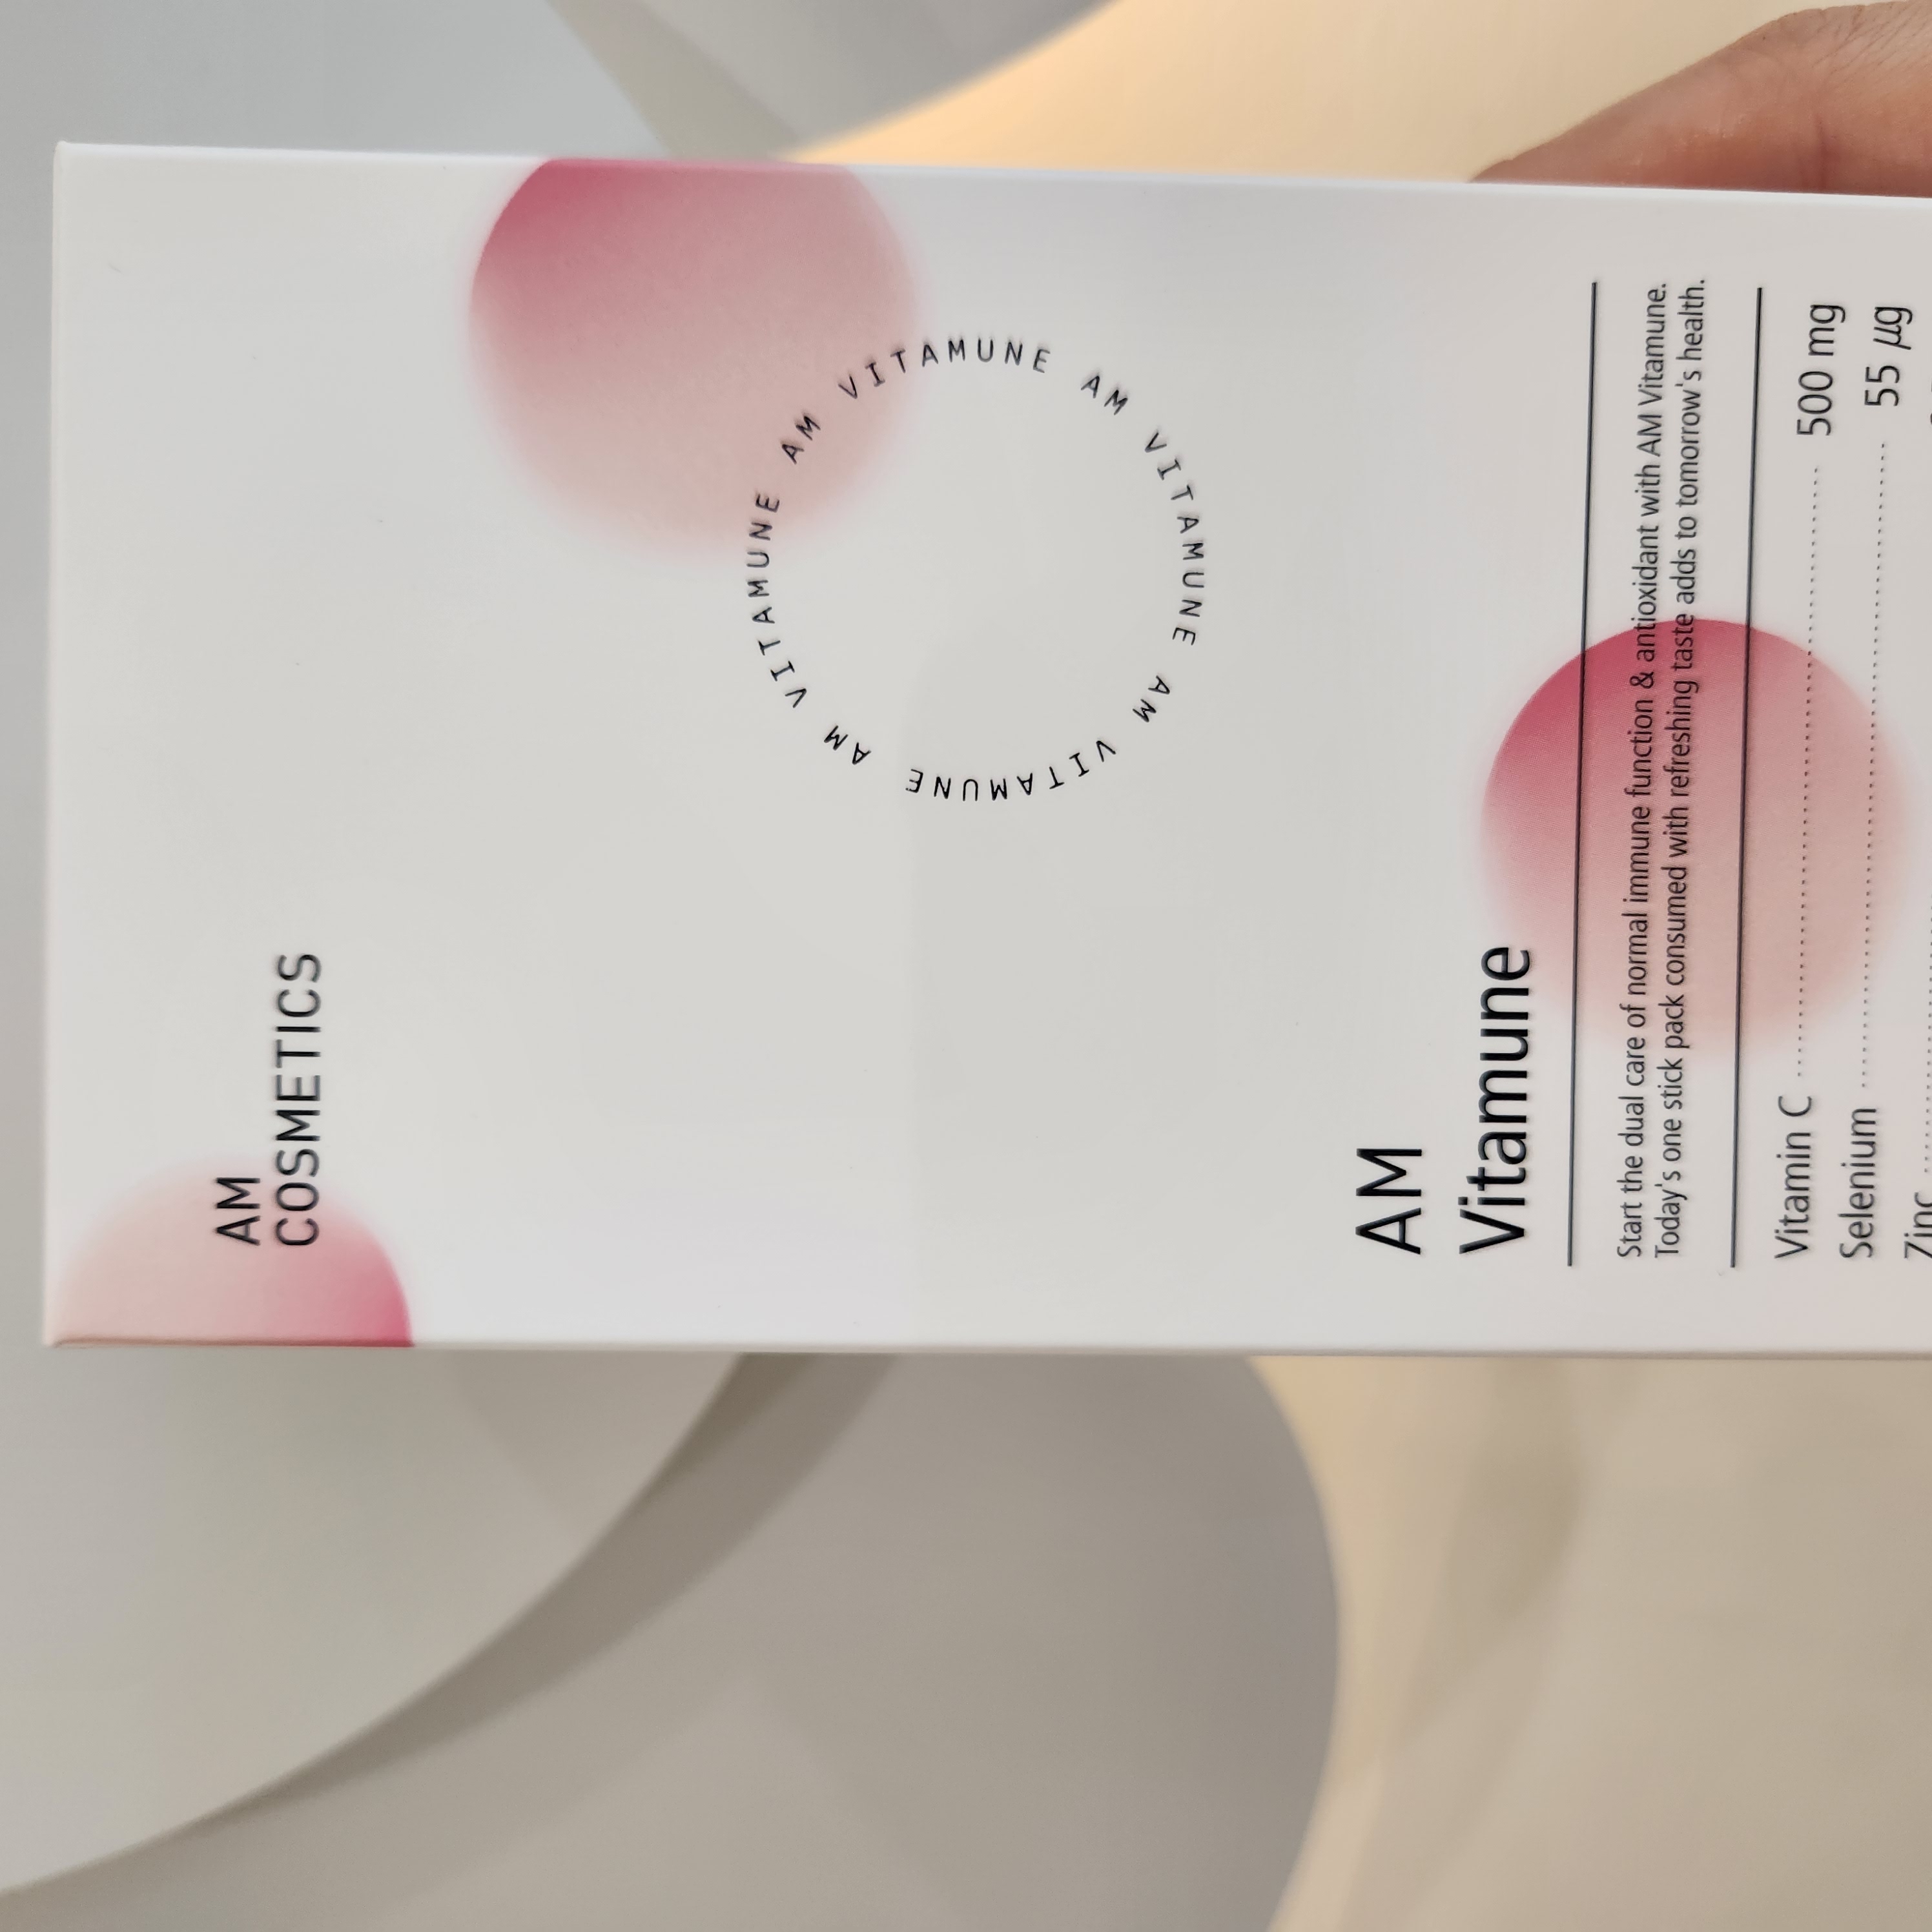 AM
COSMETICS
AM VITAMUNE AM VITAMUNE AM VITAMUNE AM VITAMUNE
AM
Vitamune
Start the dual care of normal immune function & antioxidant with AM Vitamune.
Today's one stick pack consumed with refreshing taste adds to tomorrow's health.
Vitamin C 500 mg
Selenium 55 μg
Zinc